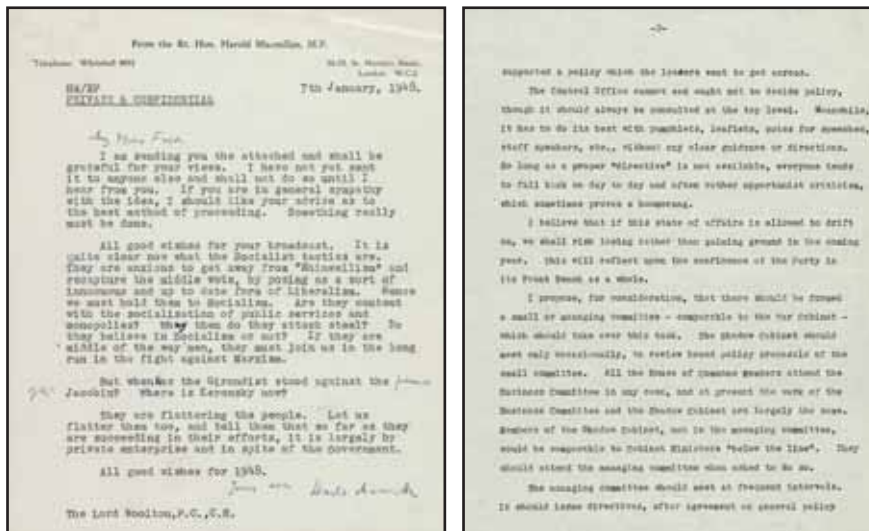 From the Rt. Hon. Harold Macmillan, M.P.
Telephone: Whitehall
St. Martin's Street,
London W.C.2.
HM/EP
7th January, 1948.
PRIVATE & CONFIDENTIAL
My
I am sending you the attached and shall be
grateful for your views. I have not yet sent
it to anyone else and shall not do so until I
hear from you. If you are in general sympathy
with the idea, I should like your advice as to
the best method of proceeding. Something really
must be done.
All good wishes for your broadcast. It is
quite clear now what the Socialist tactics are.
They are anxious to get away from "Shinwellism" and
recapture the middle vote, by posing as a sort of
innocuous and up to date form of Liberalism. Hence
we must hold them to Socialism. Are they content
with the socialisation of public services and
monopolies? Why then do they attack steel? Do
they believe in Socialism or not? If they are
middle of the way men, they must join us in the long
run in the fight against Marxism.
But when has the Girondist stood against the
Jacobin? Where is Kerensky now?
They are flattering the people. Let us
flatter them too, and tell them that so far as they
are succeeding in their efforts, it is largely by
private enterprise and in spite of the Government.
All good wishes for 1948.
The Lord Woolton, P.C., C.H.
-2-
supported a policy which the leaders want to get across.
The Central Office cannot and ought not to decide policy,
though it should always be consulted at the top level. Meanwhile,
it has to do its best with pamphlets, leaflets, notes for speeches,
staff speakers, etc., without any clear guidance or directions.
So long as a proper "directive" is not available, everyone tends
to fall back on day to day and often rather opportunist criticism,
which sometimes proves a boomerang.
I believe that if this state of affairs is allowed to drift
on, we shall risk losing rather than gaining ground in the coming
year. This will reflect upon the confidence of the Party in
its Front Bench as a whole.
I propose, for consideration, that there should be formed
a small or managing committee - comparable to the War Cabinet -
which should take over this task. The Shadow Cabinet should
meet only occasionally, to review broad policy proposals of the
small committee. All the House of Commons members attend the
Business Committee in any case, and at present the work of the
Business Committee and the Shadow Cabinet are largely the same.
Members of the Shadow Cabinet, not in the managing committee,
would be comparable to Cabinet Ministers "below the line". They
should attend the managing committee when asked to do so.
The managing committee should meet at frequent intervals.
It should issue directives, after agreement on general policy